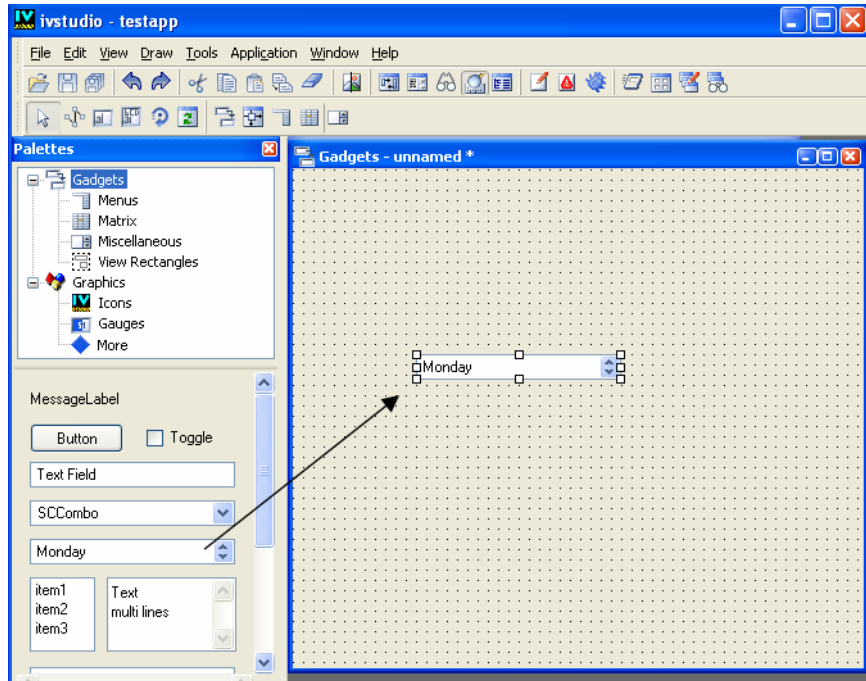 ivstudio - testapp
File Edit View Draw Tools Application Window Help
Palettes
Gadgets
Menus
Matrix
Miscellaneous
View Rectangles
Graphics
Icons
Gauges
More
MessageLabel
Button Toggle
Text Field
SCCombo
Monday
item1
item2
item3
Text
multi lines
Gadgets - unnamed *
Monday